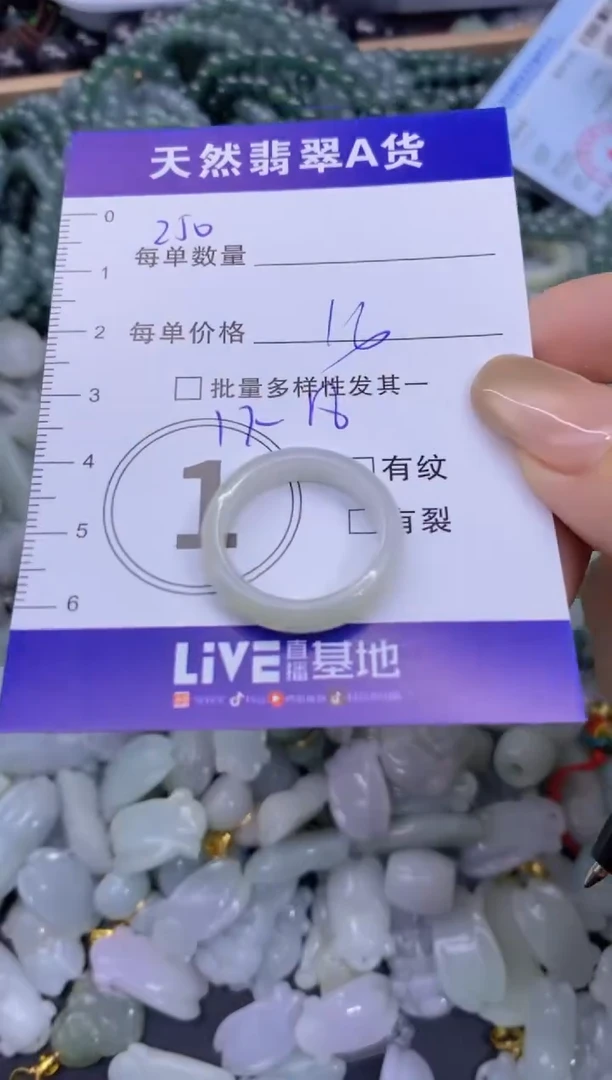 天然翡翠A货
0
250
每单数量
1
2 每单价格 16
3 批量多样性发其一
17-18
4 有纹
1
5 有裂
6
LiVE直播基地